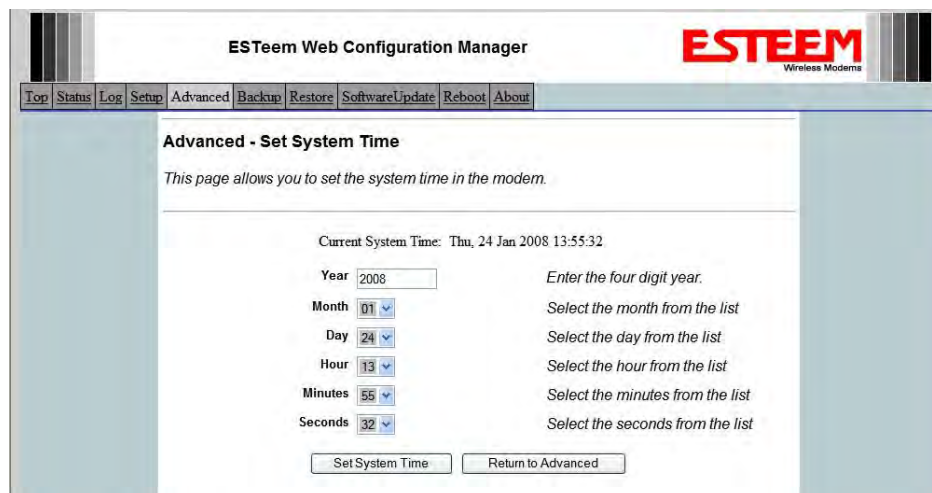 ESTeem Web Configuration Manager
ESTEEM
Wireless Modems
Top Status Log Setup Advanced Backup Restore SoftwareUpdate Reboot About
Advanced - Set System Time
This page allows you to set the system time in the modem.
Current System Time: Thu, 24 Jan 2008 13:55:32
Year 2008 Enter the four digit year.
Month 01 Select the month from the list
Day 24 Select the day from the list
Hour 13 Select the hour from the list
Minutes 55 Select the minutes from the list
Seconds 32 Select the seconds from the list
Set System Time Return to Advanced